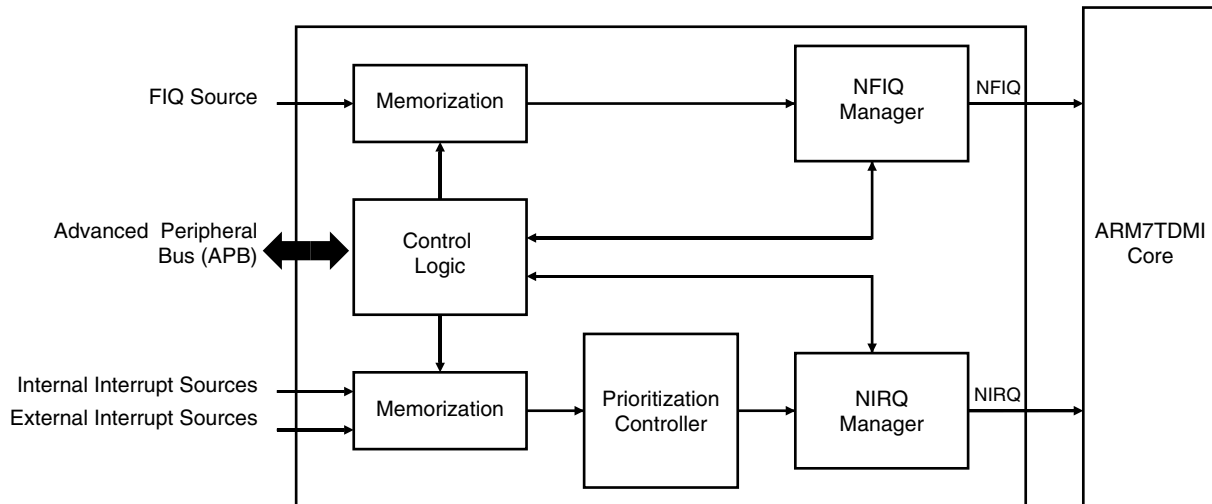 FIQ Source
Memorization
NFIQ
Manager
NFIQ
Advanced Peripheral
Bus (APB)
Control
Logic
ARM7TDMI
Core
Internal Interrupt Sources
External Interrupt Sources
Memorization
Prioritization
Controller
NIRQ
Manager
NIRQ